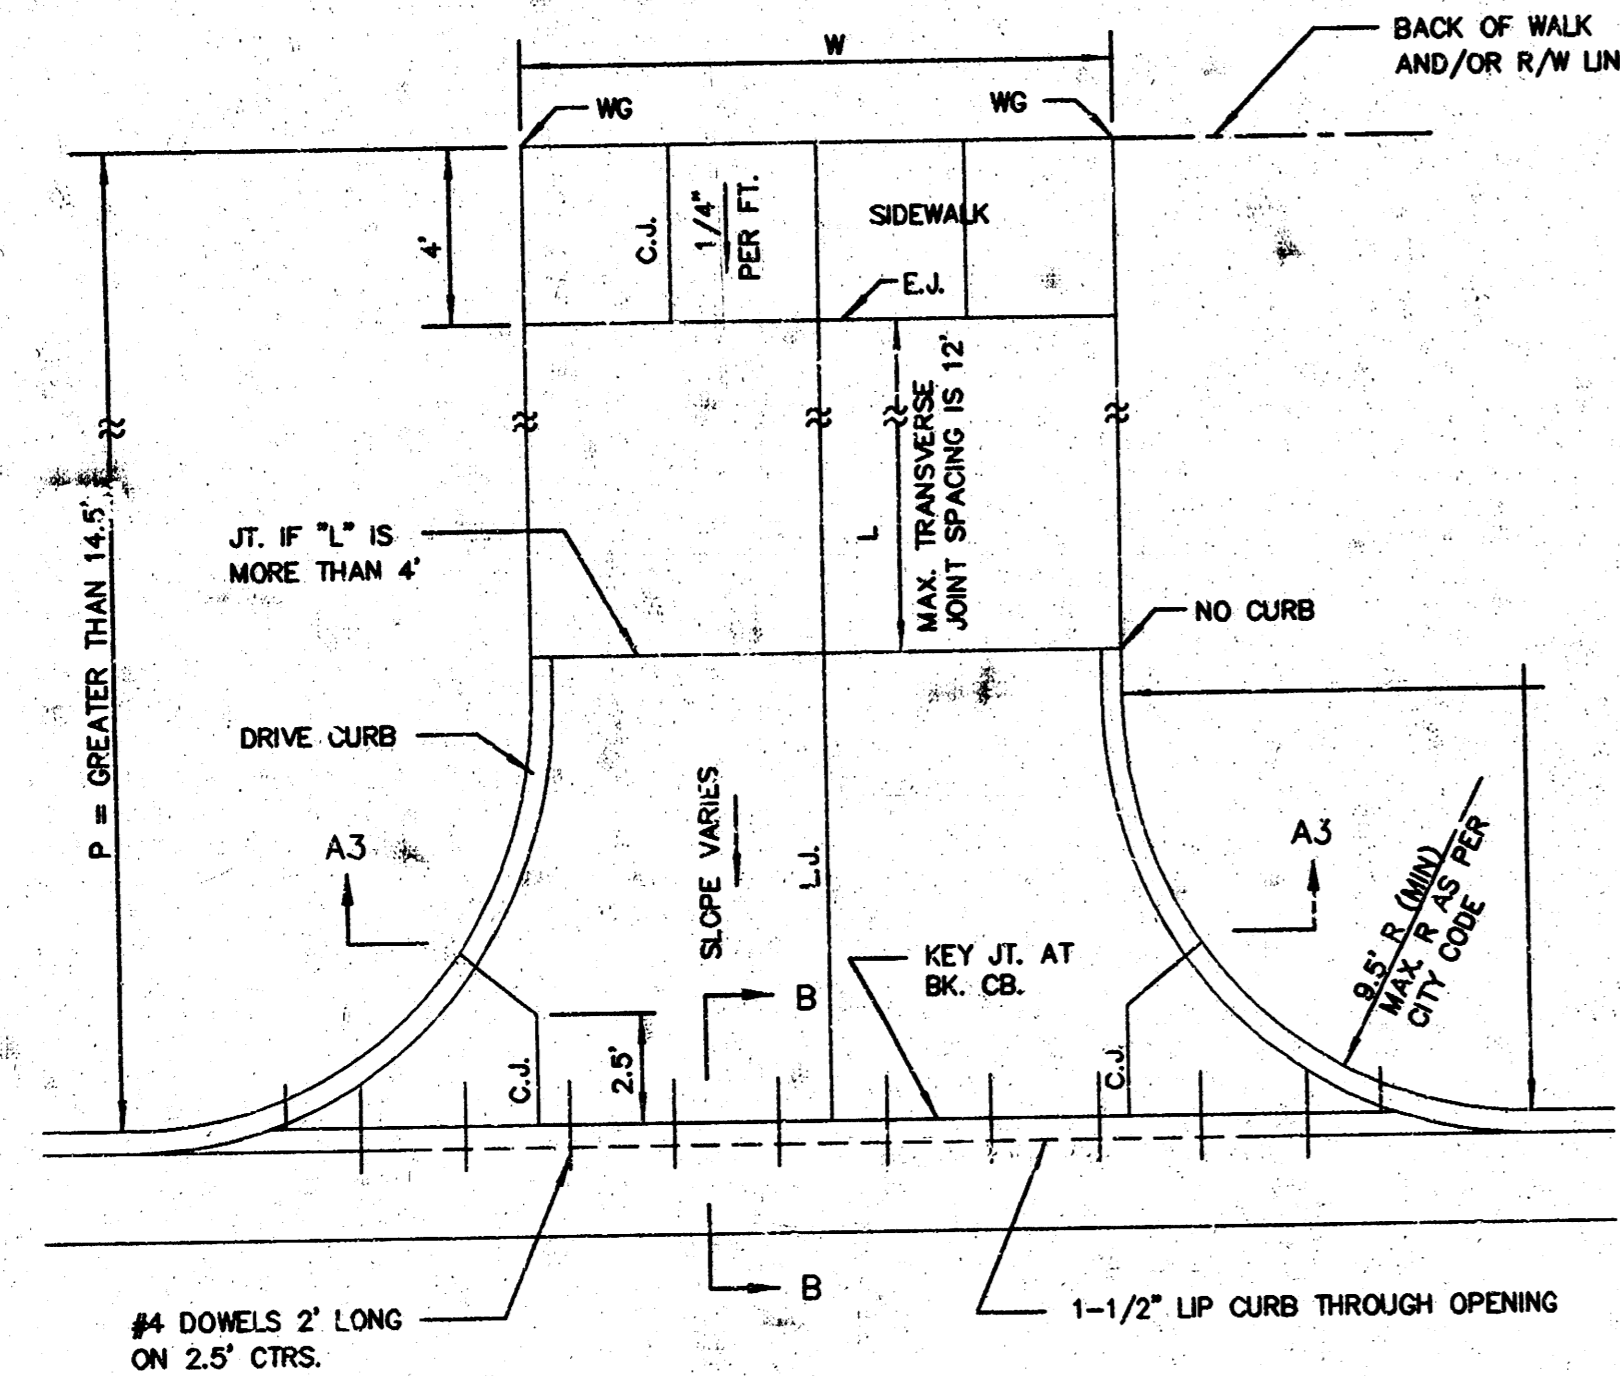 BACK OF WALK
AND/OR R/W LIN
W
WG
WG
4'
C.J.
1/4"
PER FT.
SIDEWALK
E.J.
MAX. TRANSVERSE
JOINT SPACING IS 12'
L
P = GREATER THAN 14.5'
JT. IF "L" IS
MORE THAN 4'
NO CURB
DRIVE CURB
SLOPE VARIES
L.J.
A3
A3
9.5' R (MIN)
MAX. R AS PER
CITY CODE
KEY JT. AT
BK. CB.
B
C.J.
2.5'
C.J.
B
#4 DOWELS 2' LONG
ON 2.5' CTRS.
1-1/2" LIP CURB THROUGH OPENING